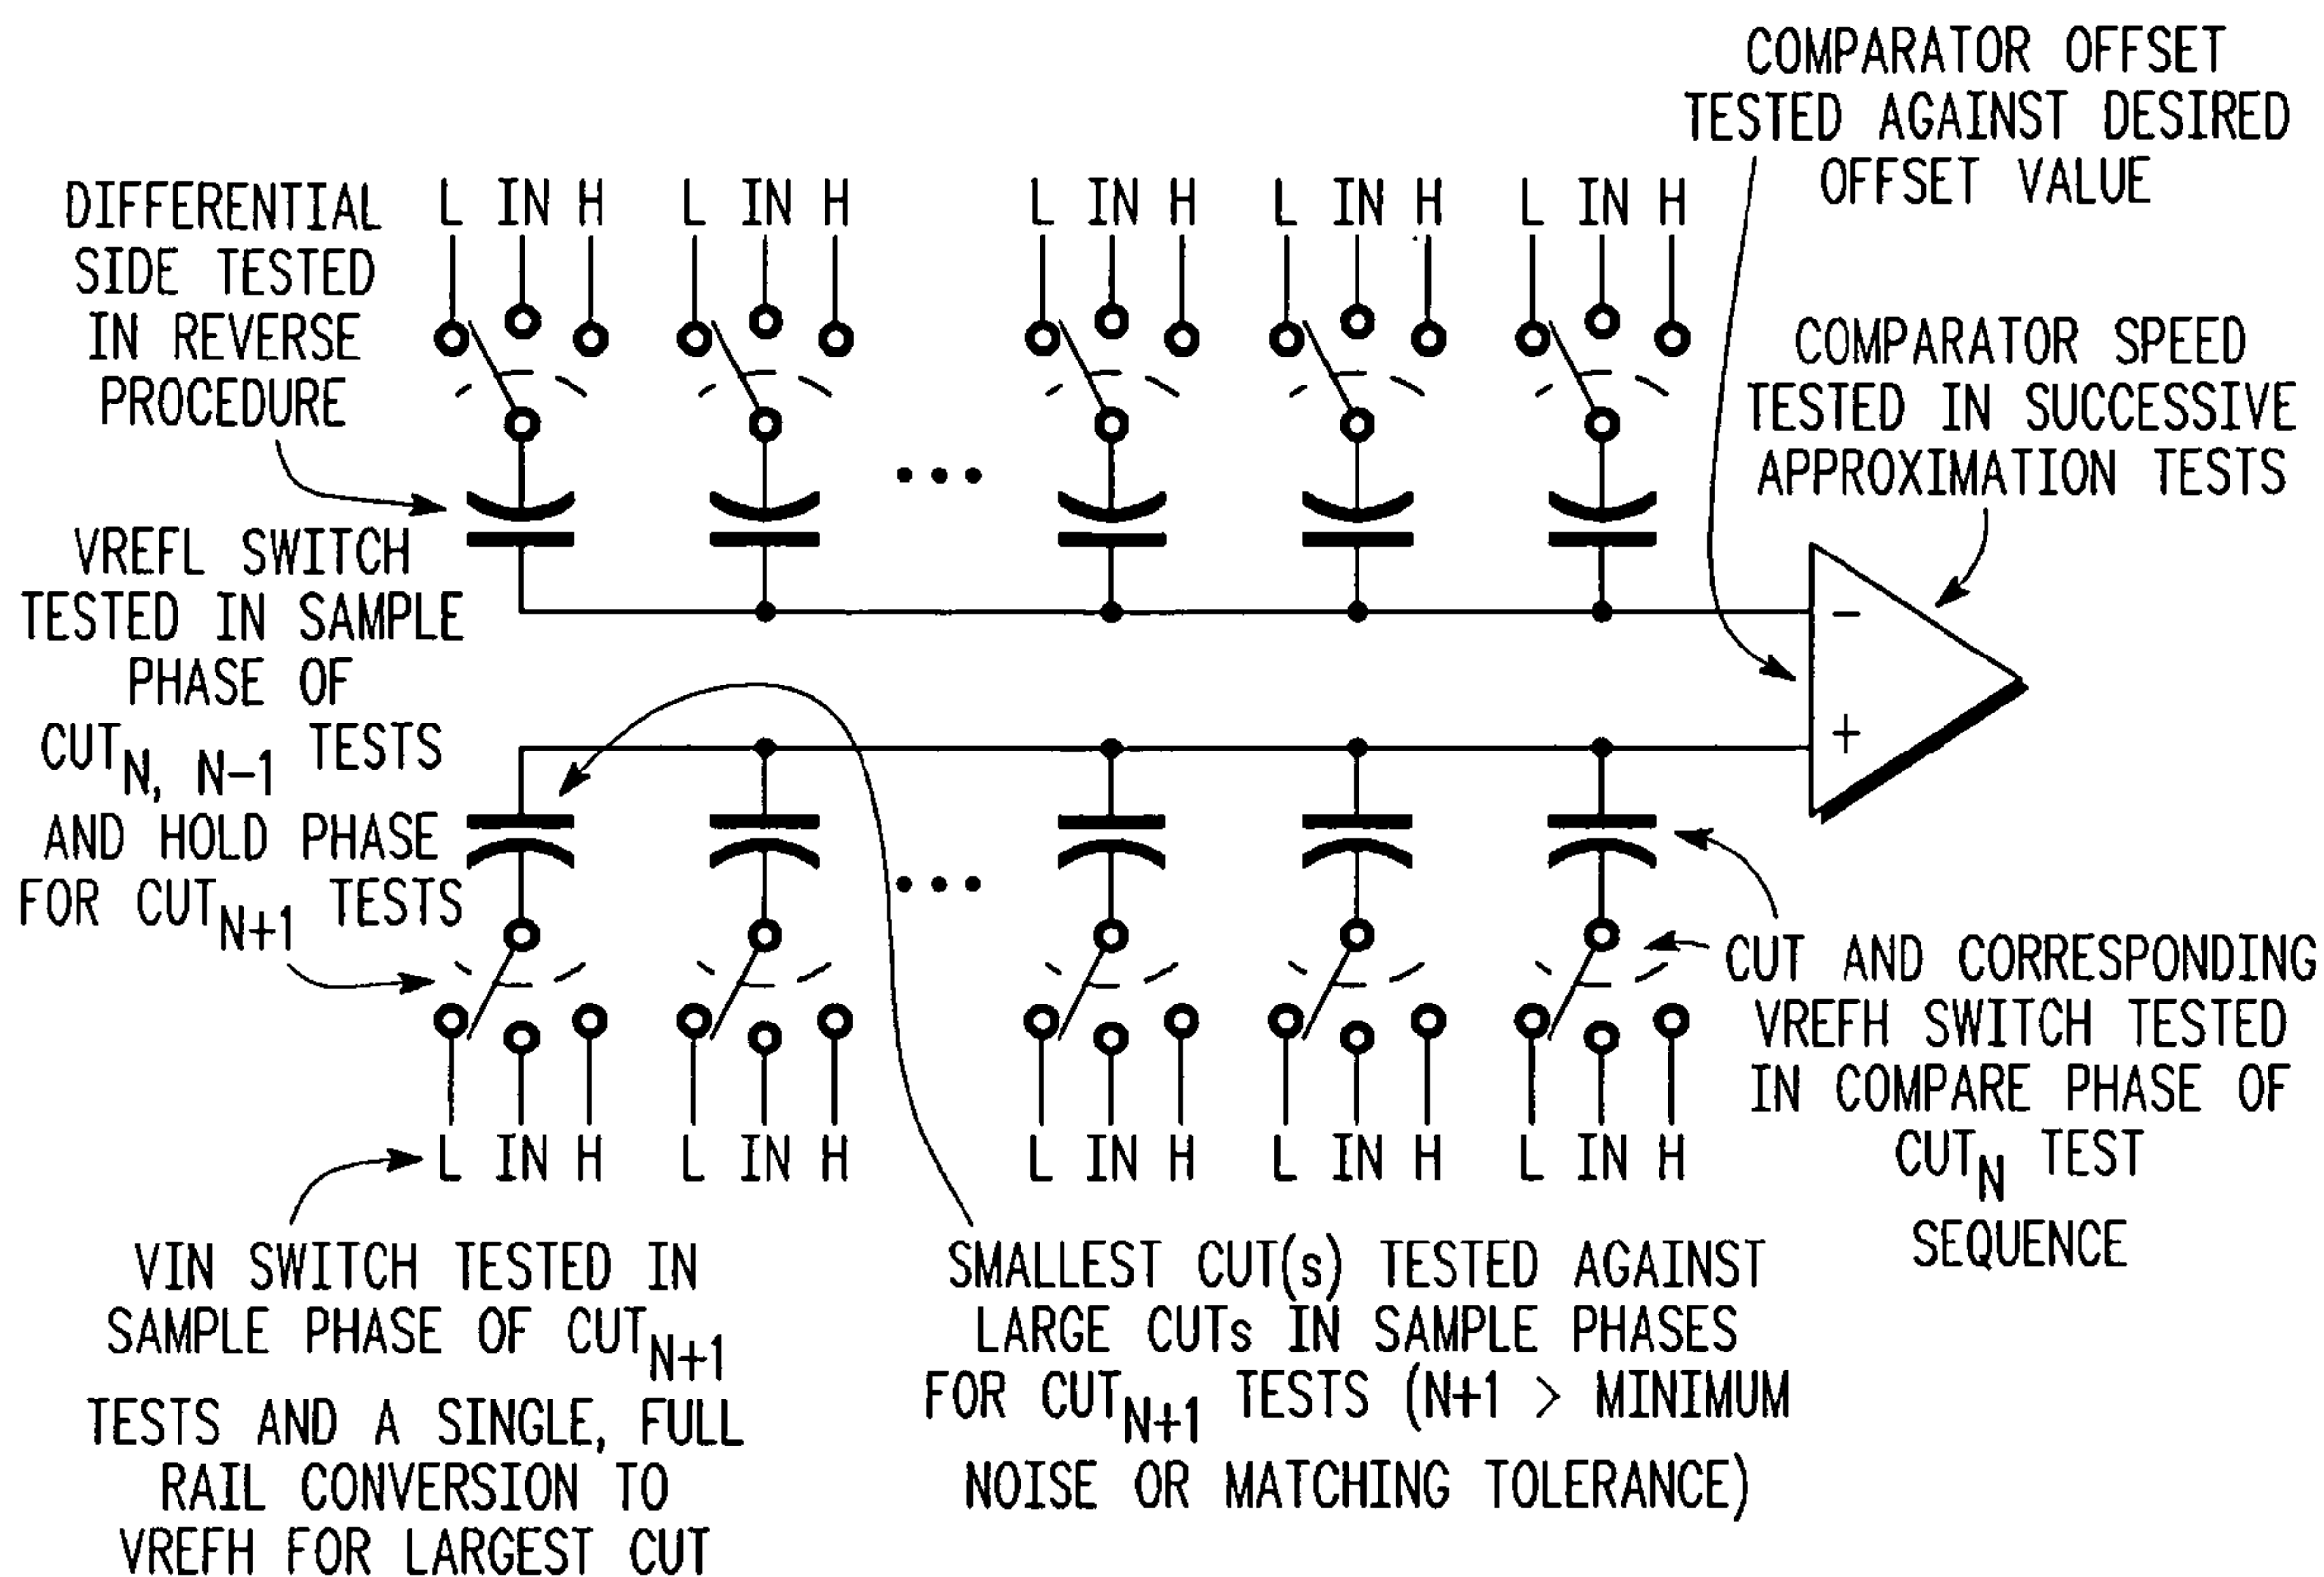 COMPARATOR OFFSET
TESTED AGAINST DESIRED
OFFSET VALUE
DIFFERENTIAL
SIDE TESTED
IN REVERSE
PROCEDURE
L IN H L IN H L IN H L IN H L IN H
COMPARATOR SPEED
TESTED IN SUCCESSIVE
APPROXIMATION TESTS
VREFL SWITCH
TESTED IN SAMPLE
PHASE OF
CUTN, N-1 TESTS
AND HOLD PHASE
FOR CUTN+1 TESTS
−
+
CUT AND CORRESPONDING
VREFH SWITCH TESTED
IN COMPARE PHASE OF
CUTN TEST
SEQUENCE
L IN H L IN H L IN H L IN H L IN H
VIN SWITCH TESTED IN
SAMPLE PHASE OF CUTN+1
TESTS AND A SINGLE, FULL
RAIL CONVERSION TO
VREFH FOR LARGEST CUT
SMALLEST CUT(s) TESTED AGAINST
LARGE CUTs IN SAMPLE PHASES
FOR CUTN+1 TESTS (N+1 > MINIMUM
NOISE OR MATCHING TOLERANCE)